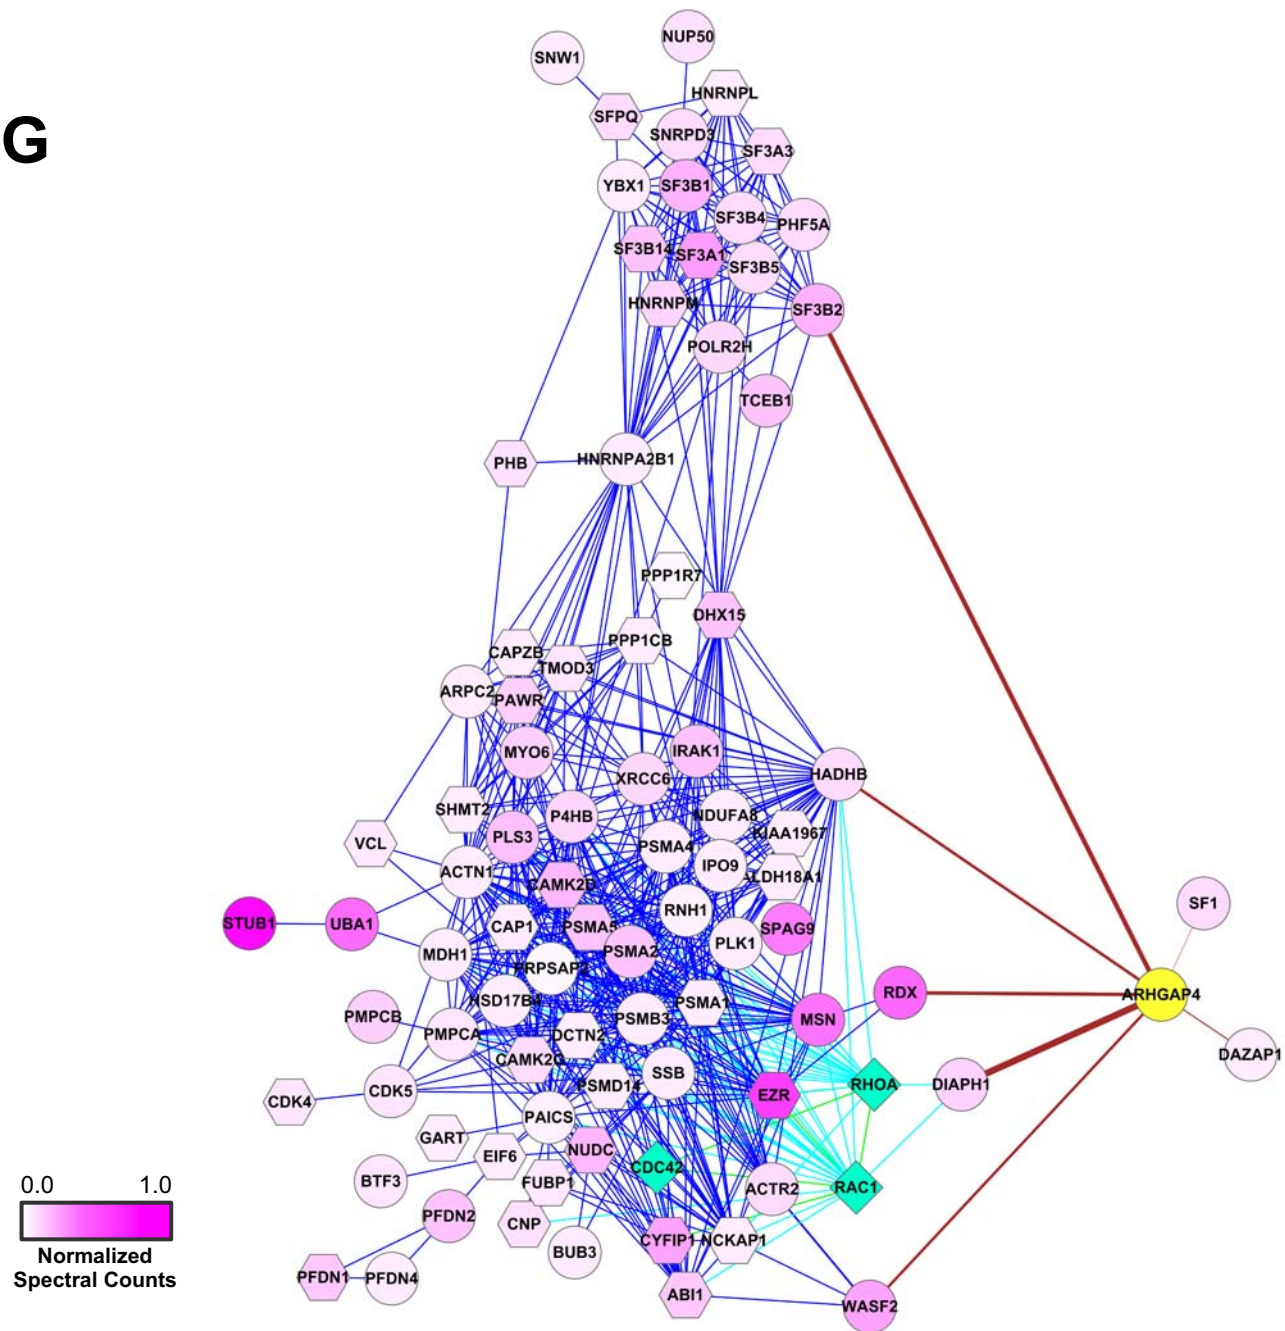 G
NUP50
SNW1
HNRNPL
SFPQ
SNRPD3
SF3A3
YBX1
SF3B1
SF3B4
PHF5A
SF3B14
SF3A1
SF3B5
HNRNPM
SF3B2
POLR2H
TCEB1
PHB
HNRNPA2B1
PPP1R7
DHX15
PPP1CB
CAPZB
TMOD3
ARPC2
PAWR
MYO6
IRAK1
XRCC6
HADHB
SHMT2
P4HB
NDUFA8
PLS3
KIAA1967
VCL
PSMA4
ACTN1
IPO9
ALDH18A1
CAMK2D
SF1
RNH1
STUB1
UBA1
CAP1
PSMA5
SPAG9
PLK1
MDH1
PSMA2
PRPSAP2
RDX
ARHGAP4
HSD17B4
PSMA1
PMPCB
PSMB3
MSN
PMPCA
DCTN2
DAZAP1
CAMK2G
SSB
PSMD14
RHOA
DIAPH1
CDK5
EZR
CDK4
PAICS
GART
NUDC
EIF6
CDC42
BTF3
FUBP1
ACTR2
RAC1
0.0 1.0
PFDN2
CNP
CYFIP1
NCKAP1
BUB3
Normalized
Spectral Counts
PFDN1
PFDN4
ABI1
WASF2